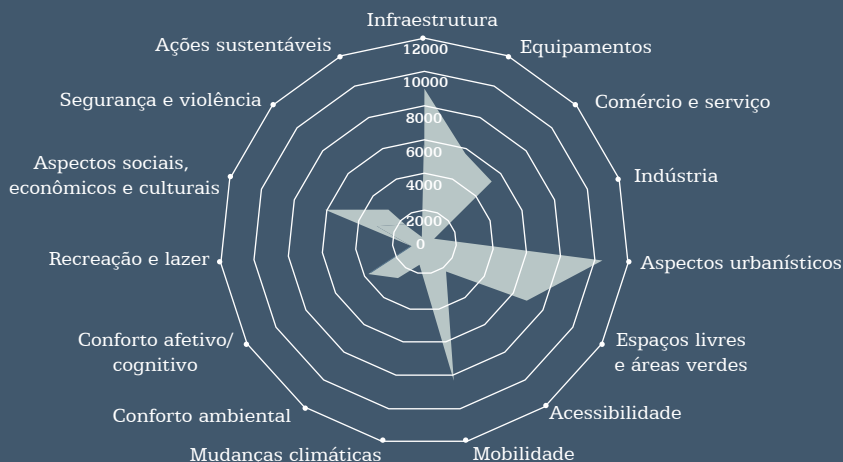 Infraestrutura
Equipamentos
Comércio e serviço
Indústria
Aspectos urbanísticos
Espaços livres
e áreas verdes
Acessibilidade
Mobilidade
Mudanças climáticas
Conforto ambiental
Conforto afetivo/
cognitivo
Recreação e lazer
Aspectos sociais,
econômicos e culturais
Segurança e violência
Ações sustentáveis
12000
10000
8000
6000
4000
2000
0